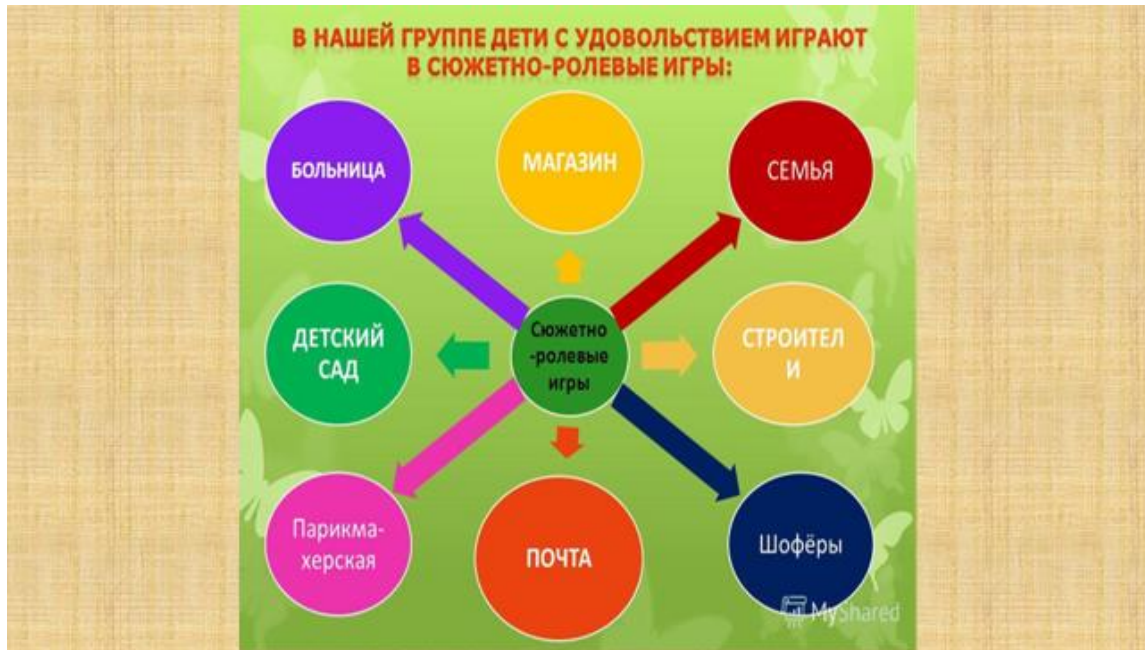 В НАШЕЙ ГРУППЕ ДЕТИ С УДОВОЛЬСТВИЕМ ИГРАЮТ
В СЮЖЕТНО-РОЛЕВЫЕ ИГРЫ:
БОЛЬНИЦА
МАГАЗИН
СЕМЬЯ
ДЕТСКИЙ
САД
Сюжетно
-ролевые
игры
СТРОИТЕЛ
И
Парикма-
херская
ПОЧТА
Шофёры
MyShared